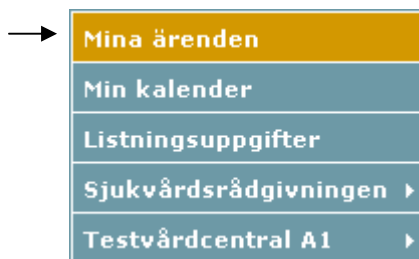 Mina ärenden
Min kalender
Listningsuppgifter
Sjukvårdsrådgivningen
Testvårdcentral A1